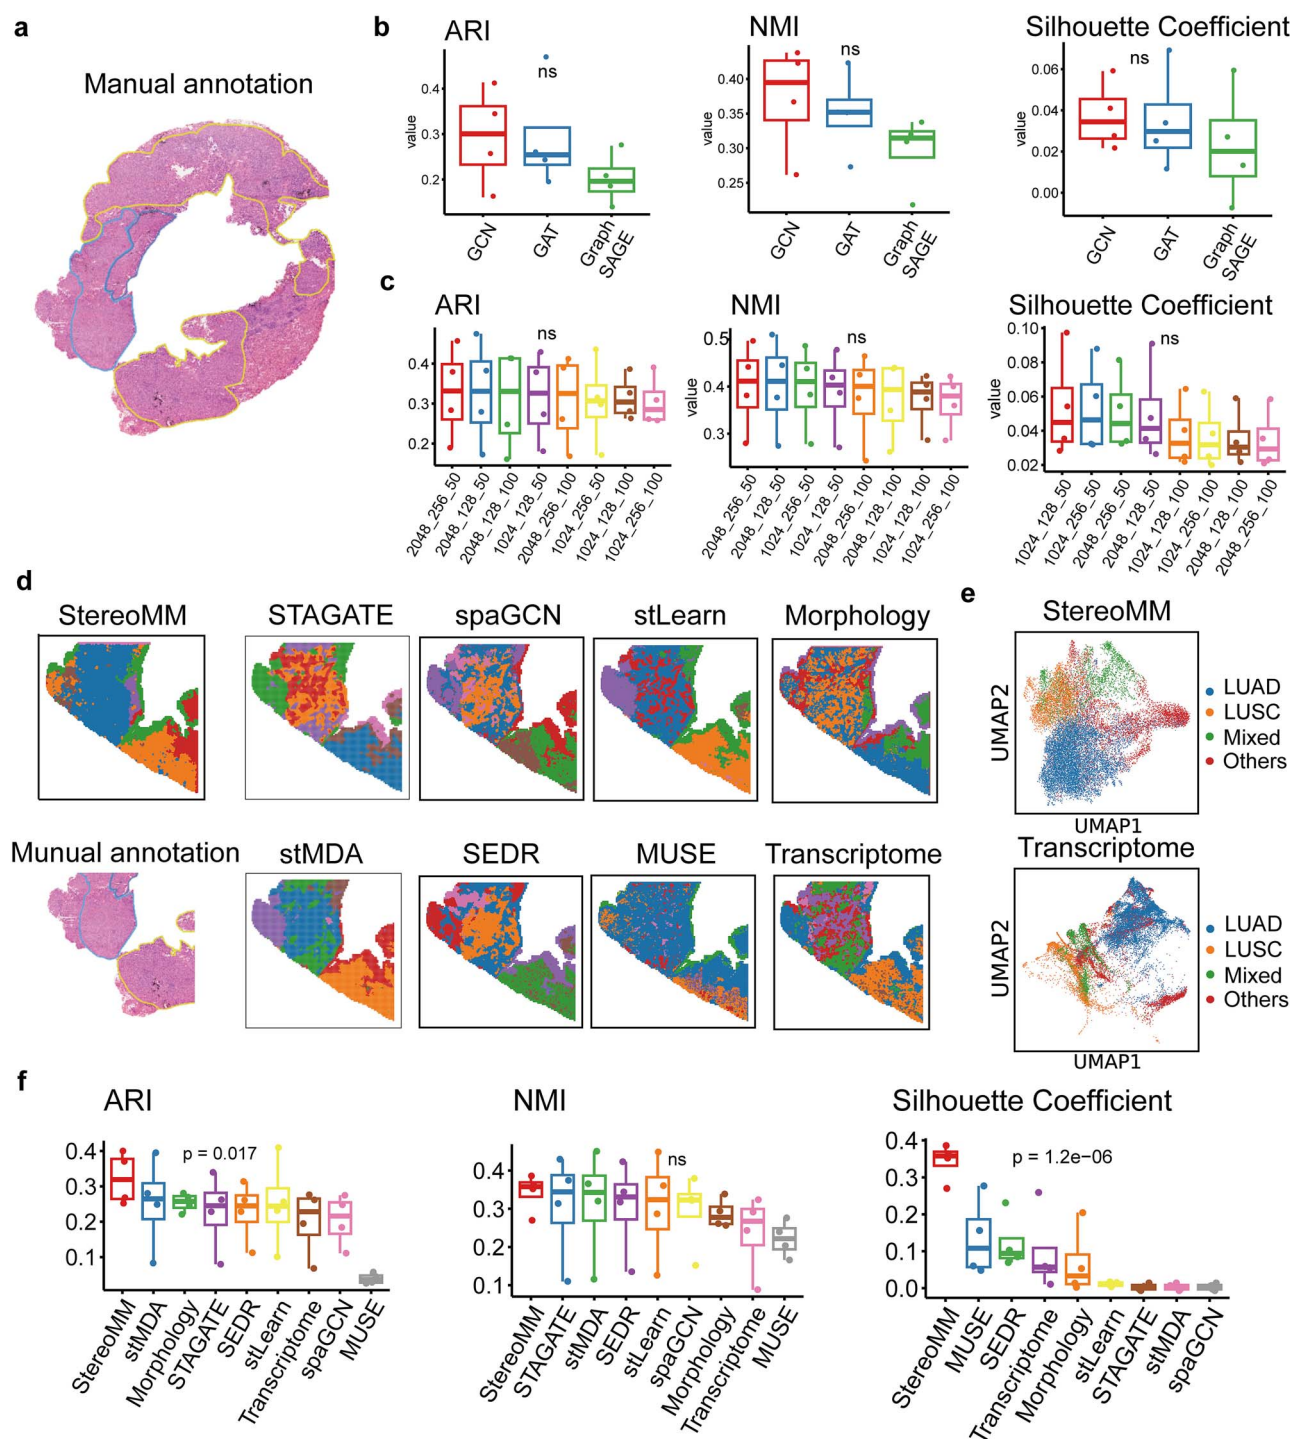 a
Manual annotation
b
ARI
ns
value
0.4
0.3
0.2
GCN
GAT
Graph
SAGE
NMI
ns
value
0.40
0.35
0.30
0.25
GCN
GAT
Graph
SAGE
Silhouette Coefficient
ns
value
0.06
0.04
0.02
0.00
GCN
GAT
Graph
SAGE
c
ARI
ns
value
0.4
0.3
0.2
2048_256_50
2048_128_50
2048_128_100
1024_128_50
2048_256_100
1024_256_50
1024_128_100
1024_256_100
NMI
ns
value
0.5
0.4
0.3
2048_256_50
2048_128_50
1024_256_50
1024_128_50
2048_256_100
2048_128_100
1024_128_100
1024_256_100
Silhouette Coefficient
ns
value
0.10
0.08
0.06
0.04
0.02
1024_128_50
1024_256_50
2048_256_50
2048_128_50
1024_128_100
1024_256_100
2048_128_100
2048_256_100
d
StereoMM
STAGATE
spaGCN
stLearn
Morphology
Munual annotation
stMDA
SEDR
MUSE
Transcriptome
e
StereoMM
UMAP2
UMAP1
LUAD
LUSC
Mixed
Others
Transcriptome
UMAP2
UMAP1
LUAD
LUSC
Mixed
Others
f
ARI
p = 0.017
0.4
0.3
0.2
0.1
StereoMM
stMDA
Morphology
STAGATE
SEDR
stLearn
Transcriptome
spaGCN
MUSE
NMI
ns
0.4
0.3
0.2
0.1
StereoMM
STAGATE
stMDA
SEDR
stLearn
spaGCN
Morphology
Transcriptome
MUSE
Silhouette Coefficient
p = 1.2e−06
0.4
0.3
0.2
0.1
0.0
StereoMM
MUSE
SEDR
Transcriptome
Morphology
stLearn
STAGATE
stMDA
spaGCN